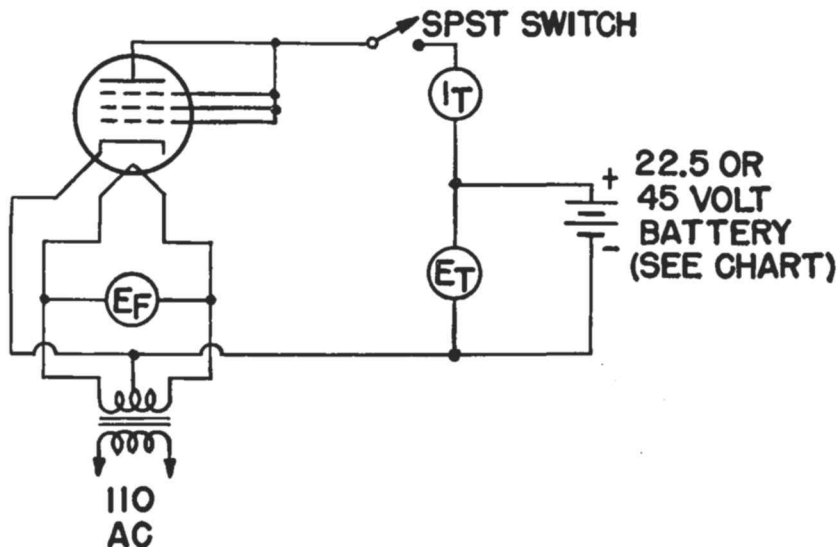 SPST SWITCH
IT
+ 22.5 OR
45 VOLT
BATTERY
- (SEE CHART)
ET
EF
110
AC